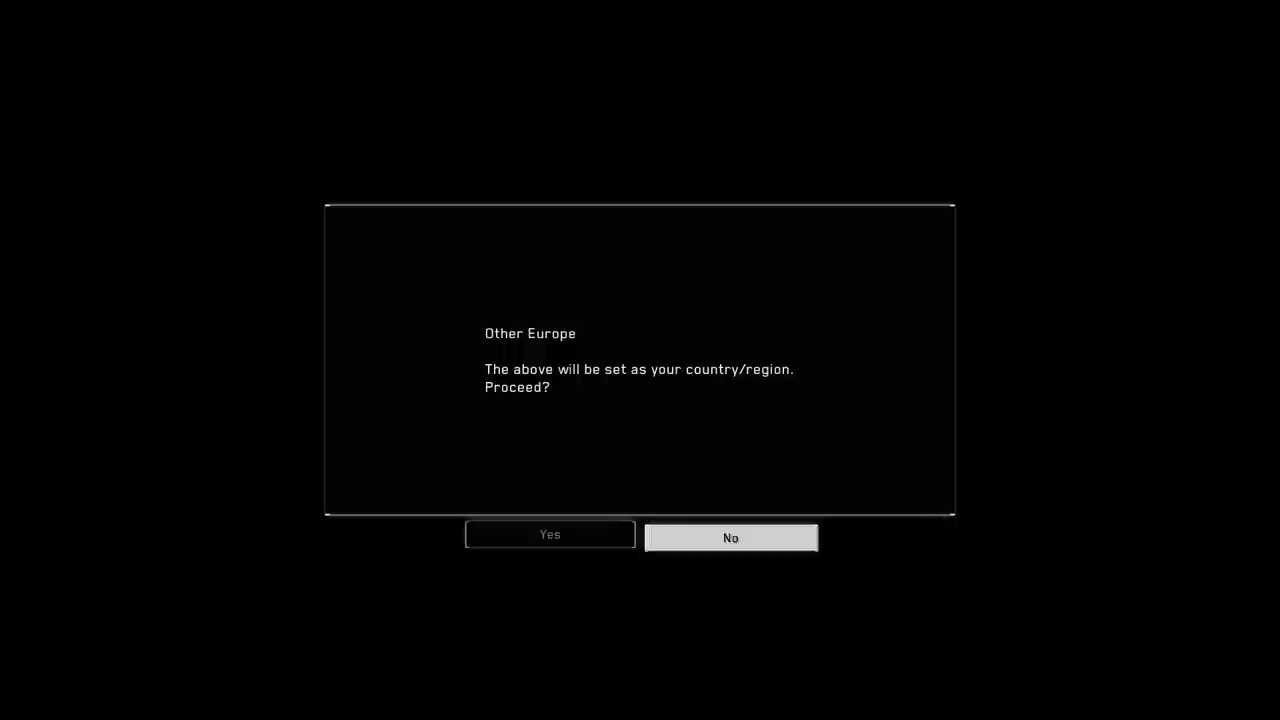 Other Europe
The above will be set as your country/region.
Proceed?
Yes
No